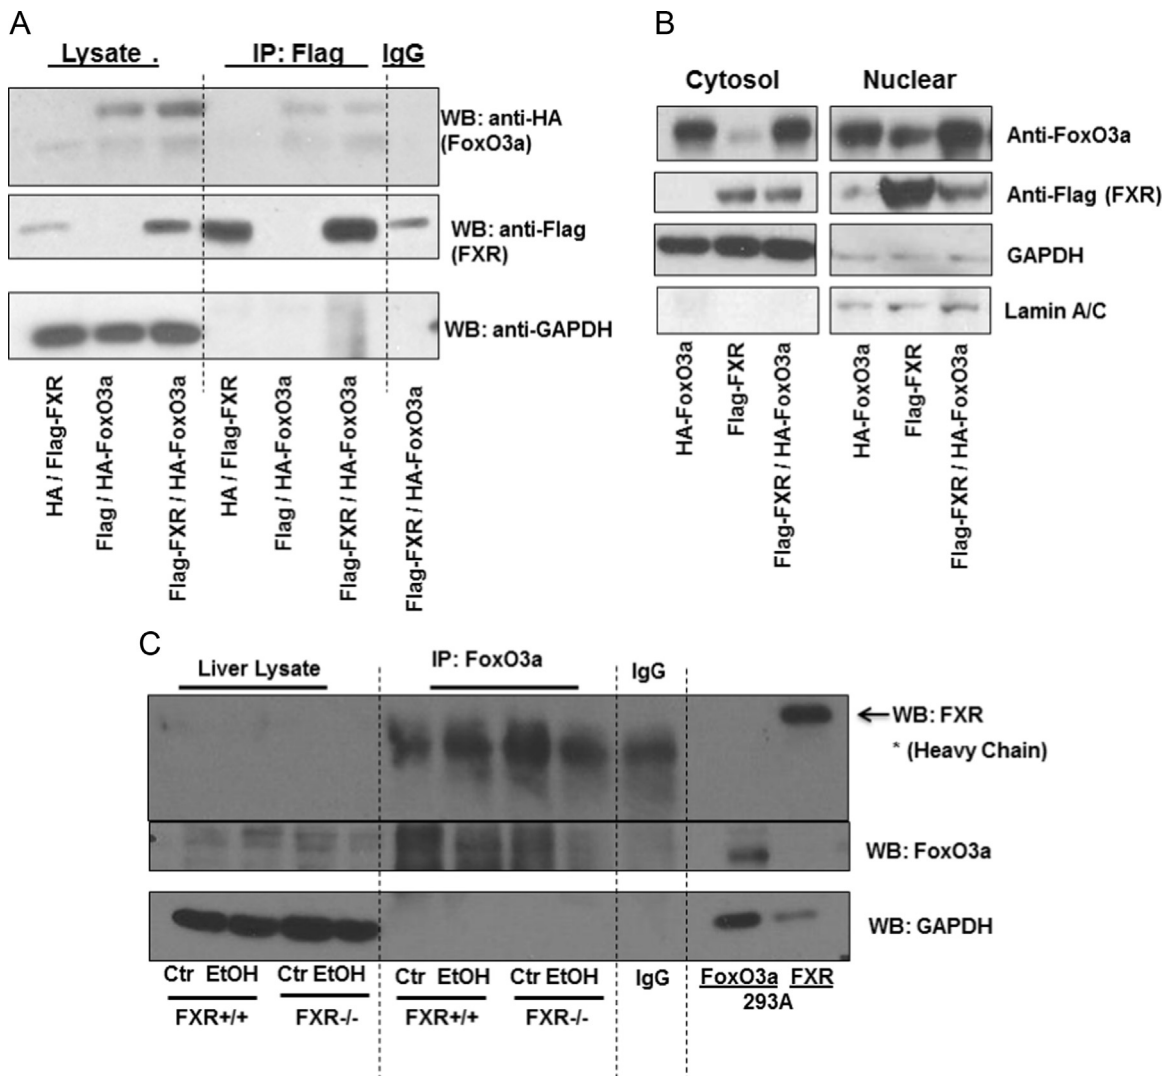 A
Lysate .
IP: Flag
IgG
WB: anti-HA
(FoxO3a)
WB: anti-Flag
(FXR)
WB: anti-GAPDH
HA / Flag-FXR
Flag / HA-FoxO3a
Flag-FXR / HA-FoxO3a
HA / Flag-FXR
Flag / HA-FoxO3a
Flag-FXR / HA-FoxO3a
Flag-FXR / HA-FoxO3a
B
Cytosol
Nuclear
Anti-FoxO3a
Anti-Flag (FXR)
GAPDH
Lamin A/C
HA-FoxO3a
Flag-FXR
Flag-FXR / HA-FoxO3a
HA-FoxO3a
Flag-FXR
Flag-FXR / HA-FoxO3a
C
Liver Lysate
IP: FoxO3a
IgG
WB: FXR
* (Heavy Chain)
WB: FoxO3a
WB: GAPDH
Ctr EtOH
Ctr EtOH
Ctr EtOH
Ctr EtOH
IgG
FoxO3a
FXR
293A
FXR+/+
FXR-/-
FXR+/+
FXR-/-